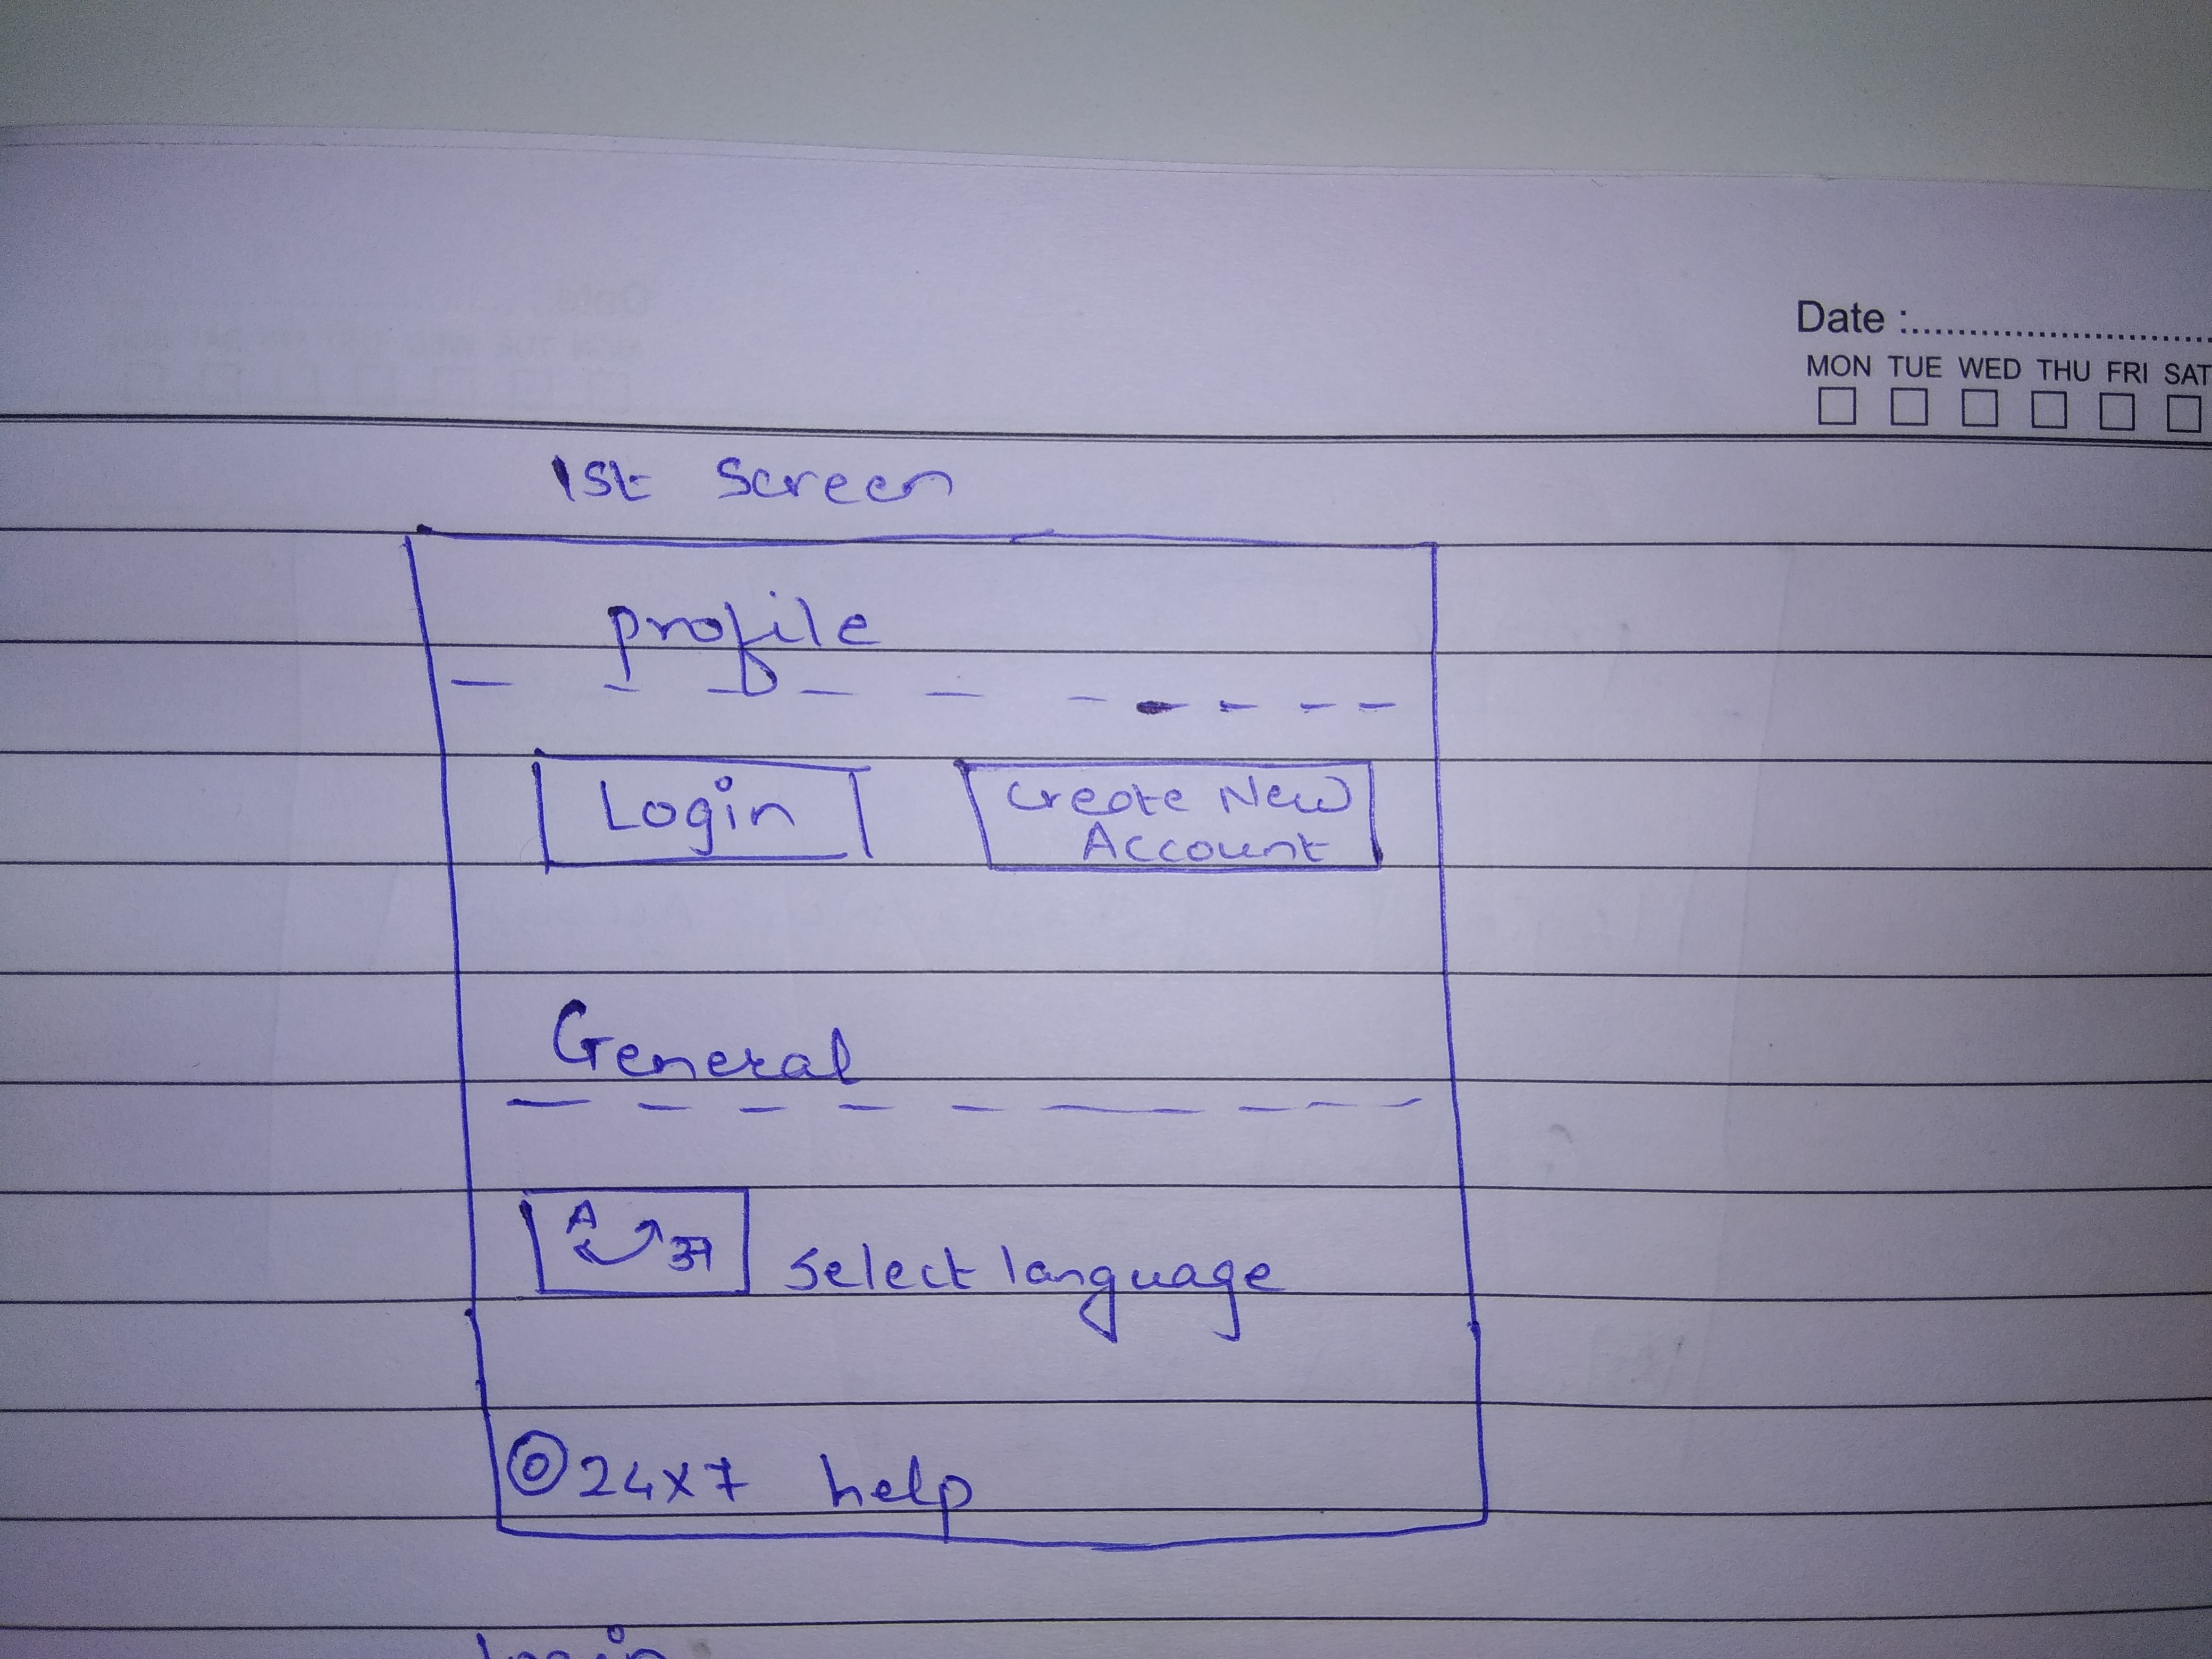 Date :
MON TUE WED THU FRI SAT
1st Screen
profile
Login
Create New
Account
General
A अ select language
24x7 help
Login